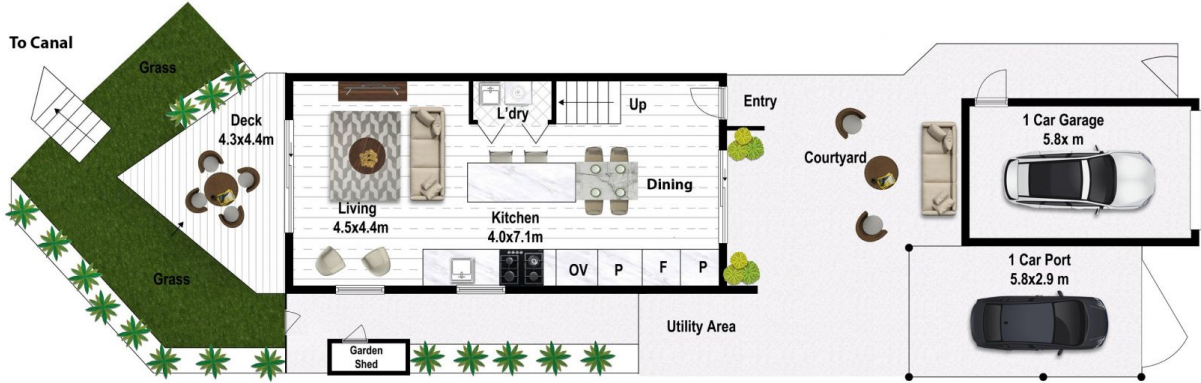 To Canal
Grass
Deck
4.3x4.4m
L'dry
Up
Entry
1 Car Garage
5.8x m
Courtyard
Dining
Living
4.5x4.4m
Kitchen
4.0x7.1m
OV
P
F
P
1 Car Port
5.8x2.9 m
Grass
Utility Area
Garden
Shed